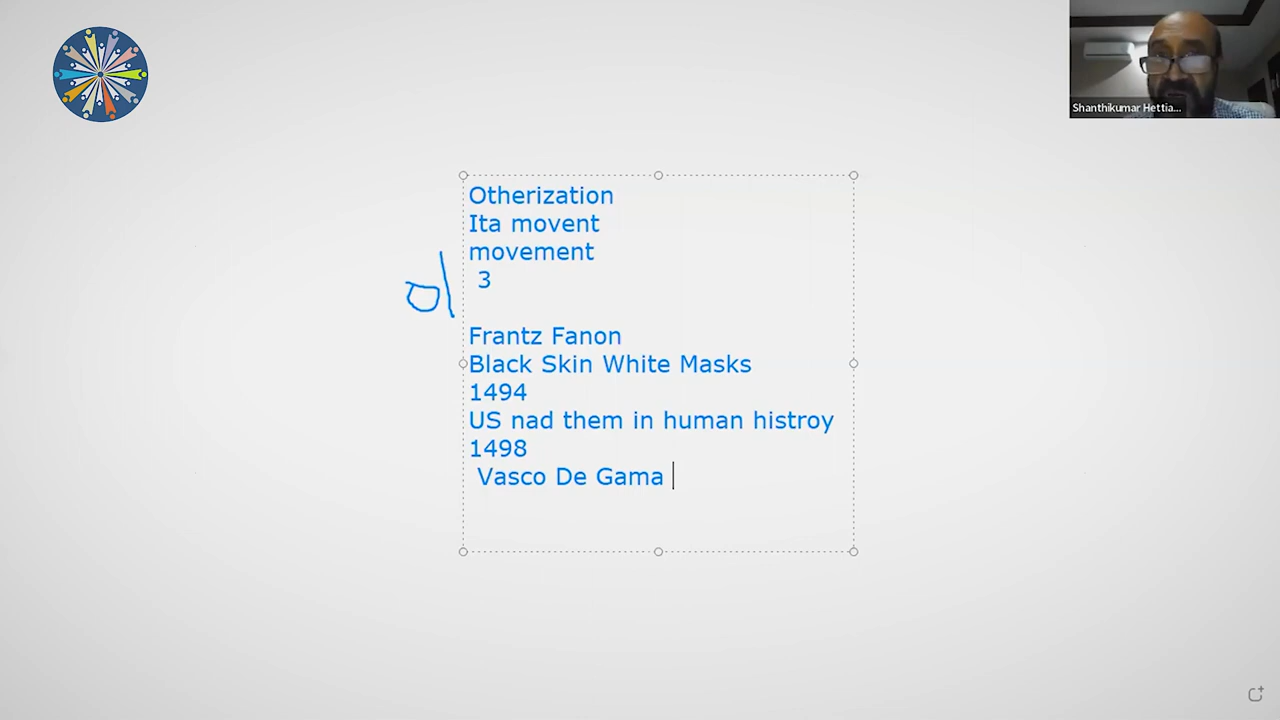 Shanthikumar Hettia...
Otherization
Ita movent
movement
3
Frantz Fanon
Black Skin White Masks
1494
US nad them in human histroy
1498
Vasco De Gama